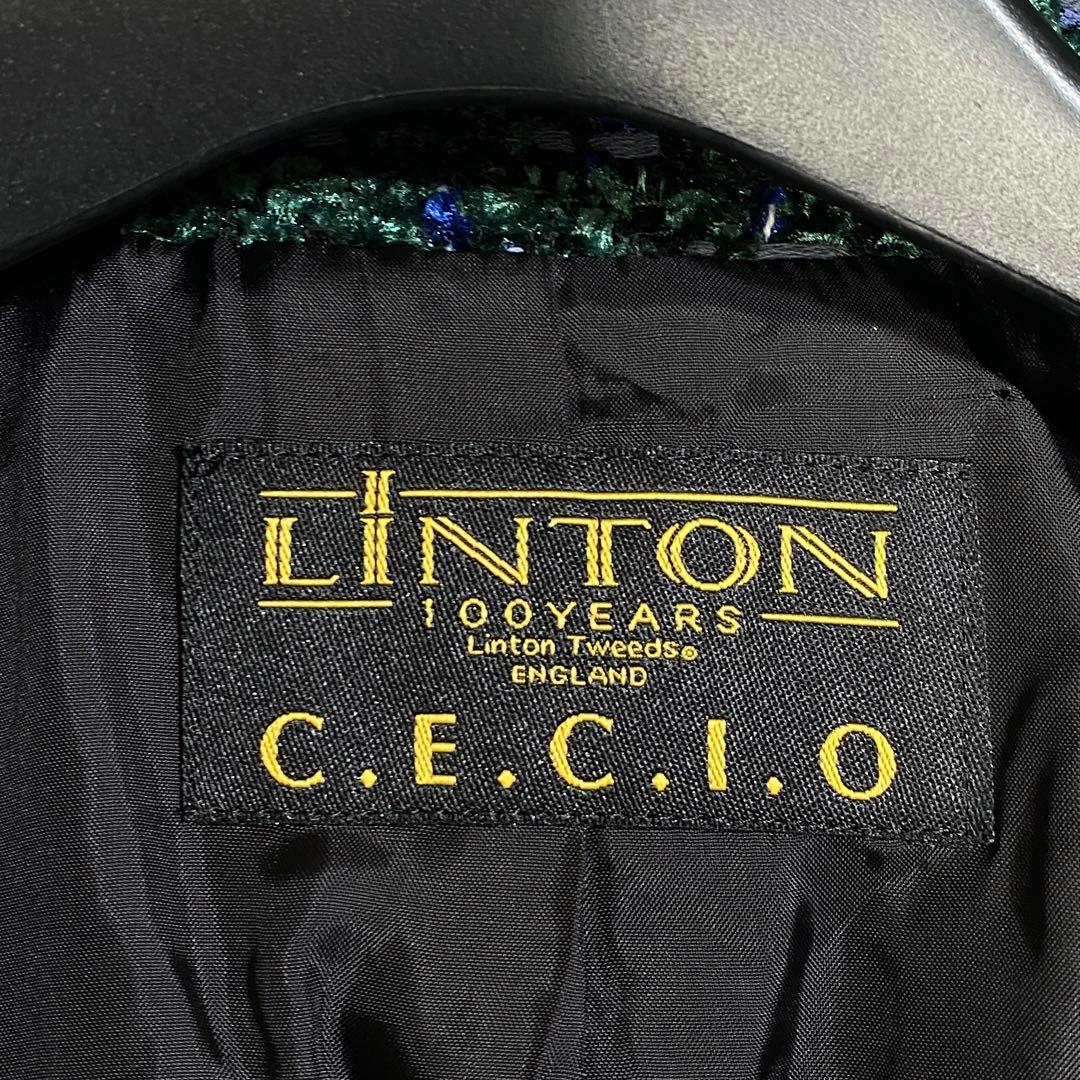 LINTON
100YEARS
Linton Tweeds®
ENGLAND
C.E.C.I.O